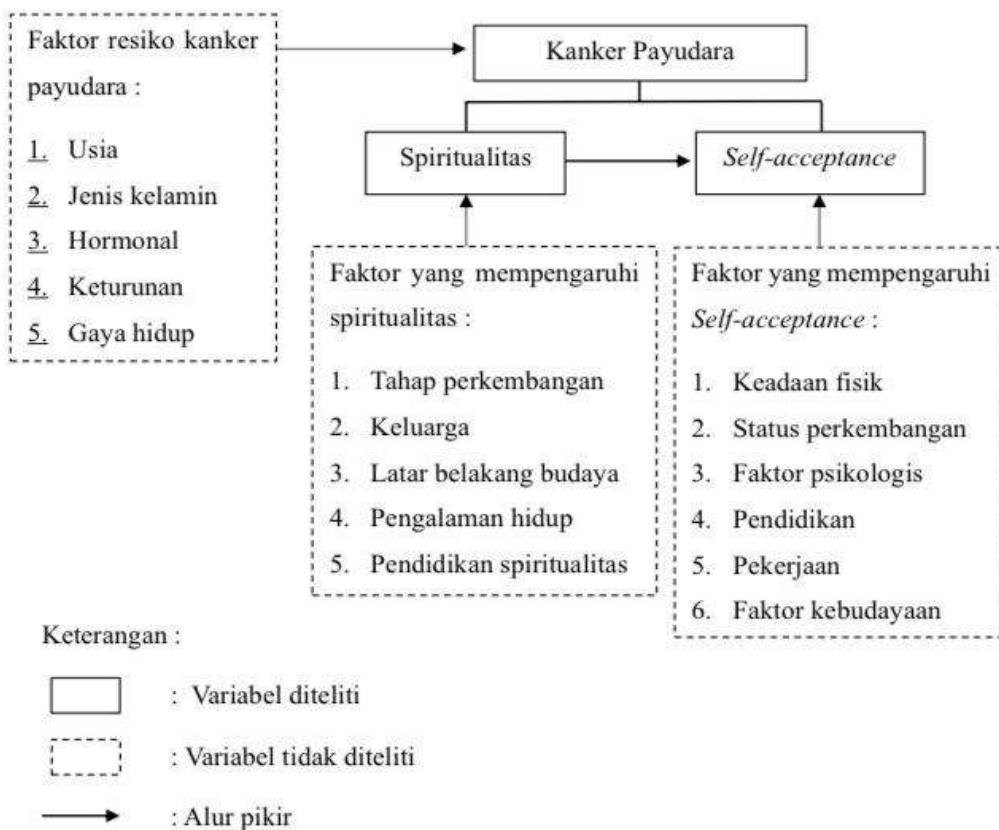 Faktor resiko kanker
payudara :
1. Usia
2. Jenis kelamin
3. Hormonal
4. Keturunan
5. Gaya hidup
Kanker Payudara
Spiritualitas
Self-acceptance
Faktor yang mempengaruhi
spiritualitas :
1. Tahap perkembangan
2. Keluarga
3. Latar belakang budaya
4. Pengalaman hidup
5. Pendidikan spiritualitas
Faktor yang mempengaruhi
Self-acceptance :
1. Keadaan fisik
2. Status perkembangan
3. Faktor psikologis
4. Pendidikan
5. Pekerjaan
6. Faktor kebudayaan
Keterangan :
: Variabel diteliti
: Variabel tidak diteliti
: Alur pikir